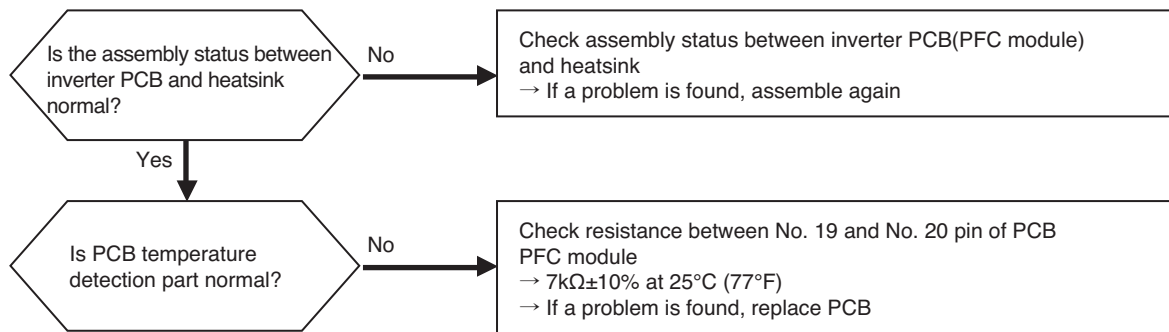 Is the assembly status between
inverter PCB and heatsink
normal?
No
Check assembly status between inverter PCB(PFC module)
and heatsink
→ If a problem is found, assemble again
Yes
Is PCB temperature
detection part normal?
No
Check resistance between No. 19 and No. 20 pin of PCB
PFC module
→ 7kΩ±10% at 25°C (77°F)
→ If a problem is found, replace PCB